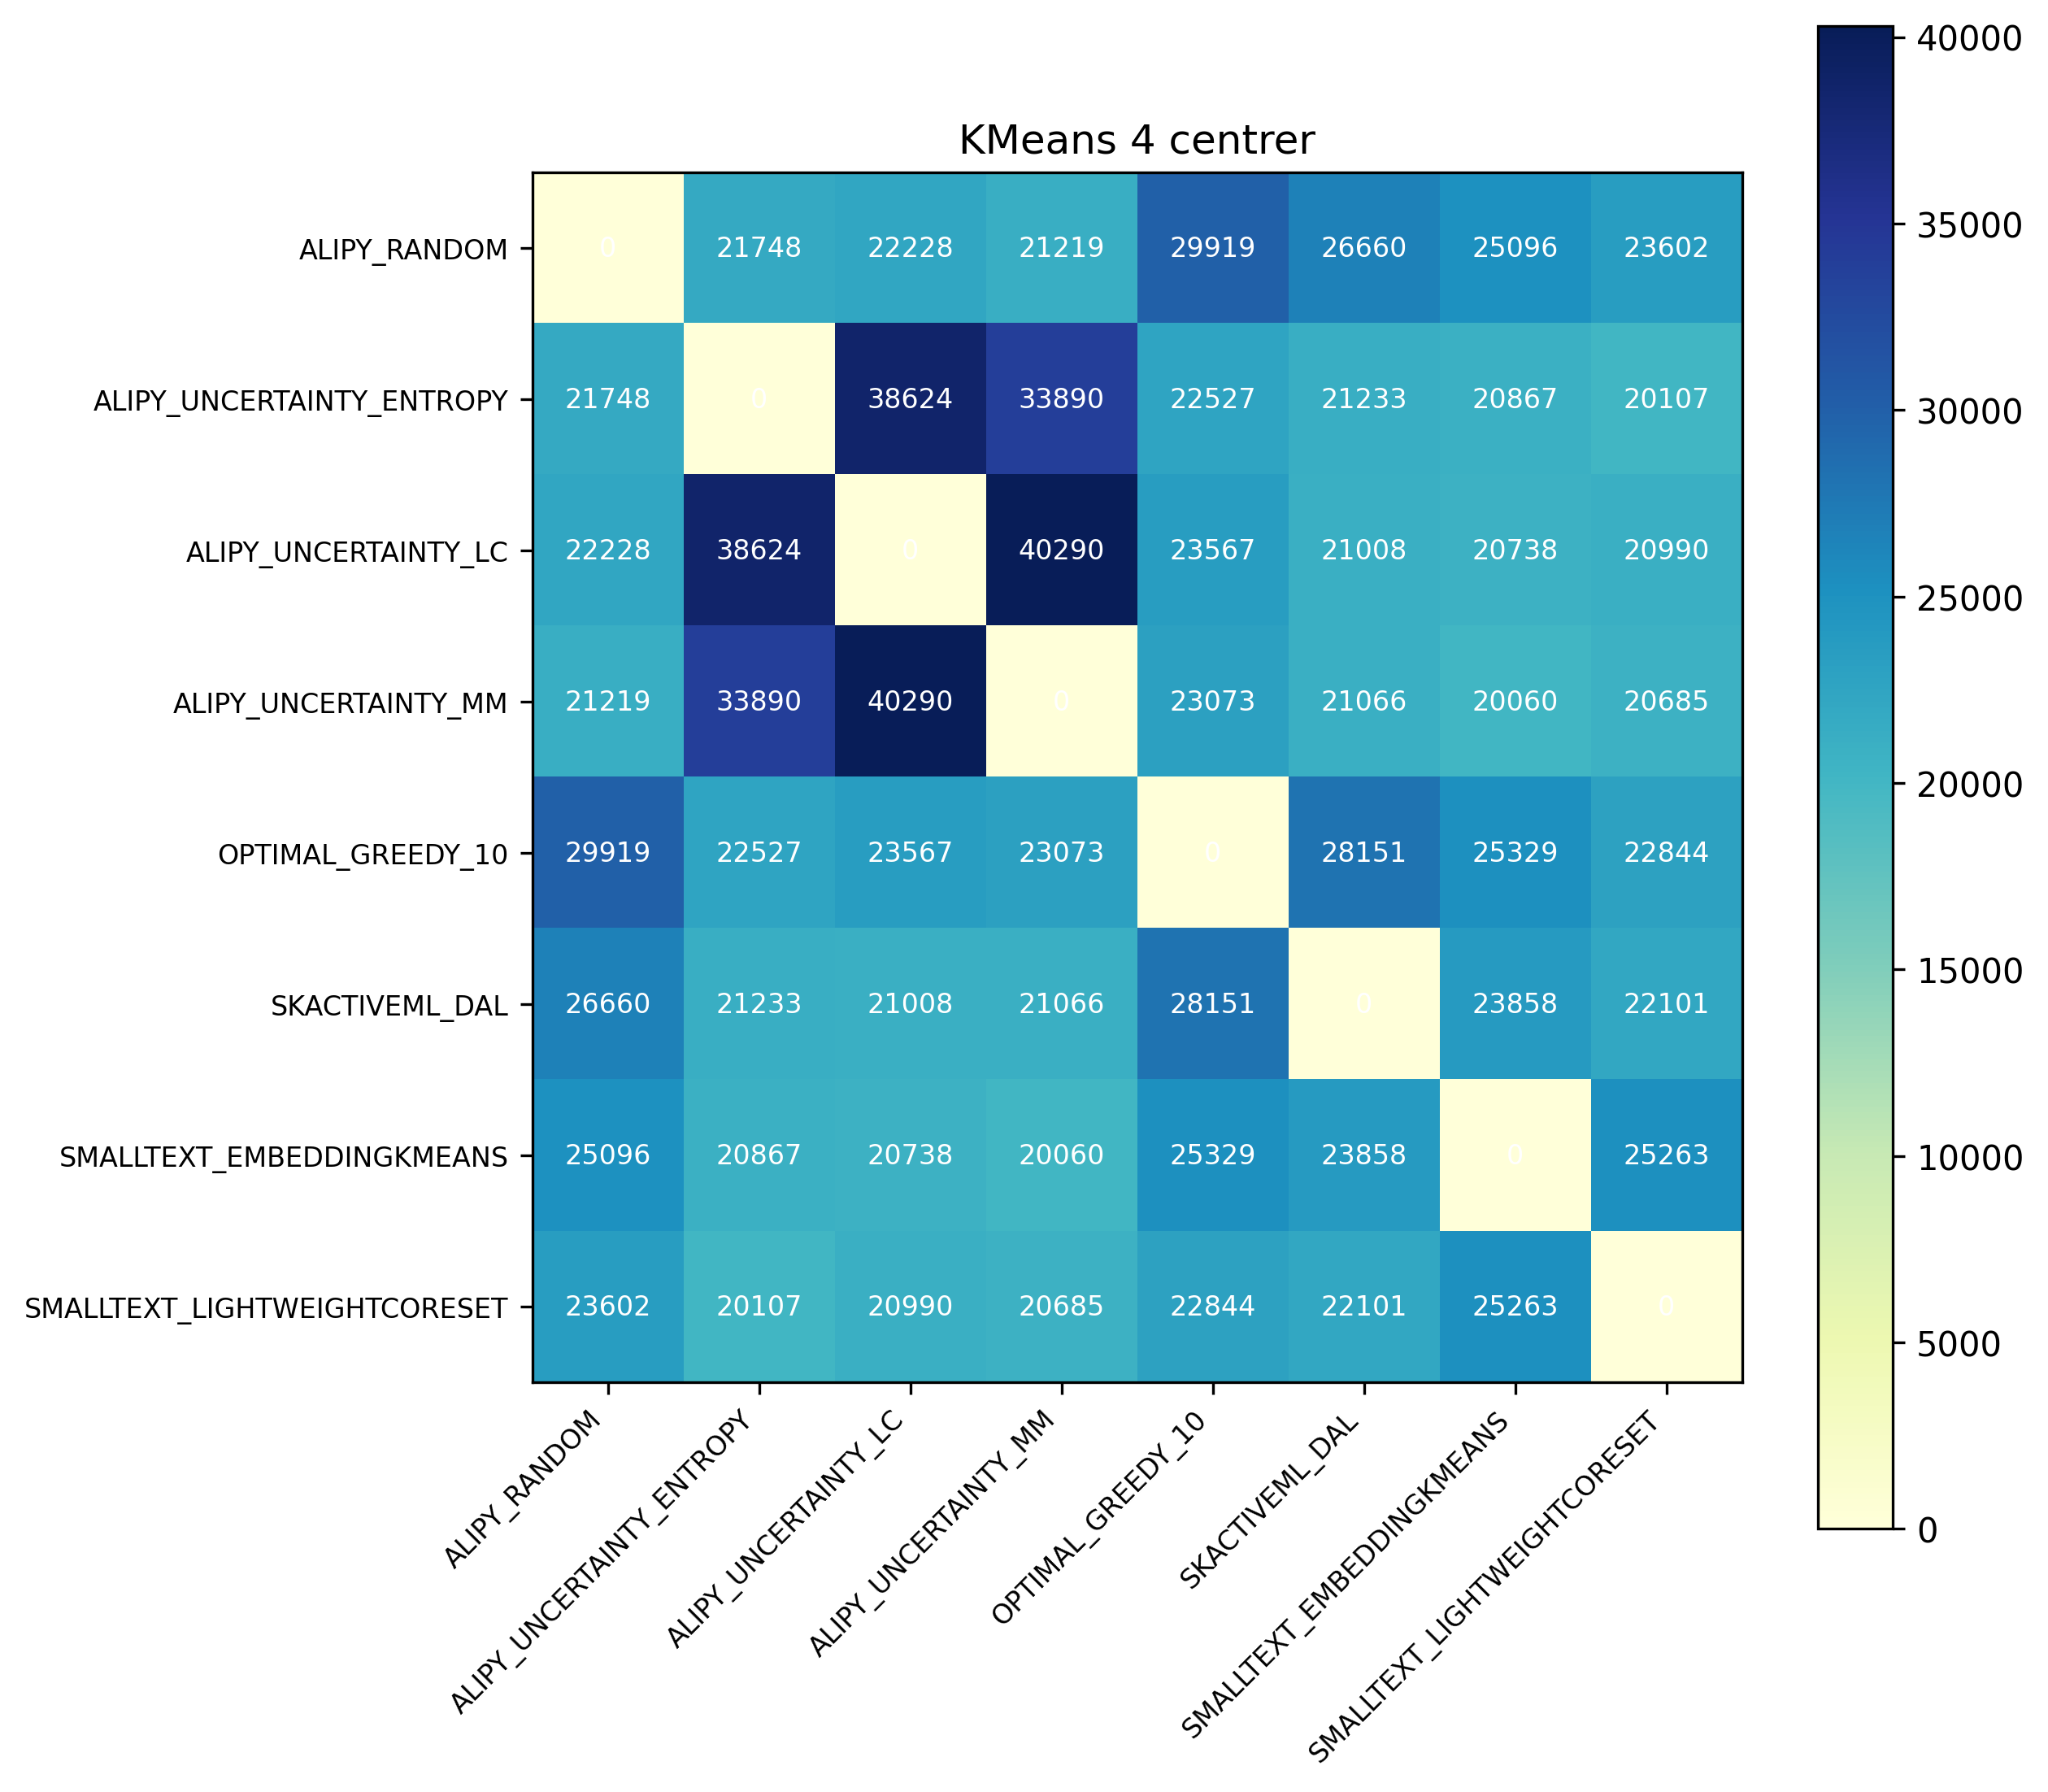 KMeans 4 centrer
ALIPY_RANDOM 0 21748 22228 21219 29919 26660 25096 23602
ALIPY_UNCERTAINTY_ENTROPY 21748 0 38624 33890 22527 21233 20867 20107
ALIPY_UNCERTAINTY_LC 22228 38624 0 40290 23567 21008 20738 20990
ALIPY_UNCERTAINTY_MM 21219 33890 40290 0 23073 21066 20060 20685
OPTIMAL_GREEDY_10 29919 22527 23567 23073 0 28151 25329 22844
SKACTIVEML_DAL 26660 21233 21008 21066 28151 0 23858 22101
SMALLTEXT_EMBEDDINGKMEANS 25096 20867 20738 20060 25329 23858 0 25263
SMALLTEXT_LIGHTWEIGHTCORESET 23602 20107 20990 20685 22844 22101 25263 0
ALIPY_RANDOM
ALIPY_UNCERTAINTY_ENTROPY
ALIPY_UNCERTAINTY_LC
ALIPY_UNCERTAINTY_MM
OPTIMAL_GREEDY_10
SKACTIVEML_DAL
SMALLTEXT_EMBEDDINGKMEANS
SMALLTEXT_LIGHTWEIGHTCORESET
40000
35000
30000
25000
20000
15000
10000
5000
0